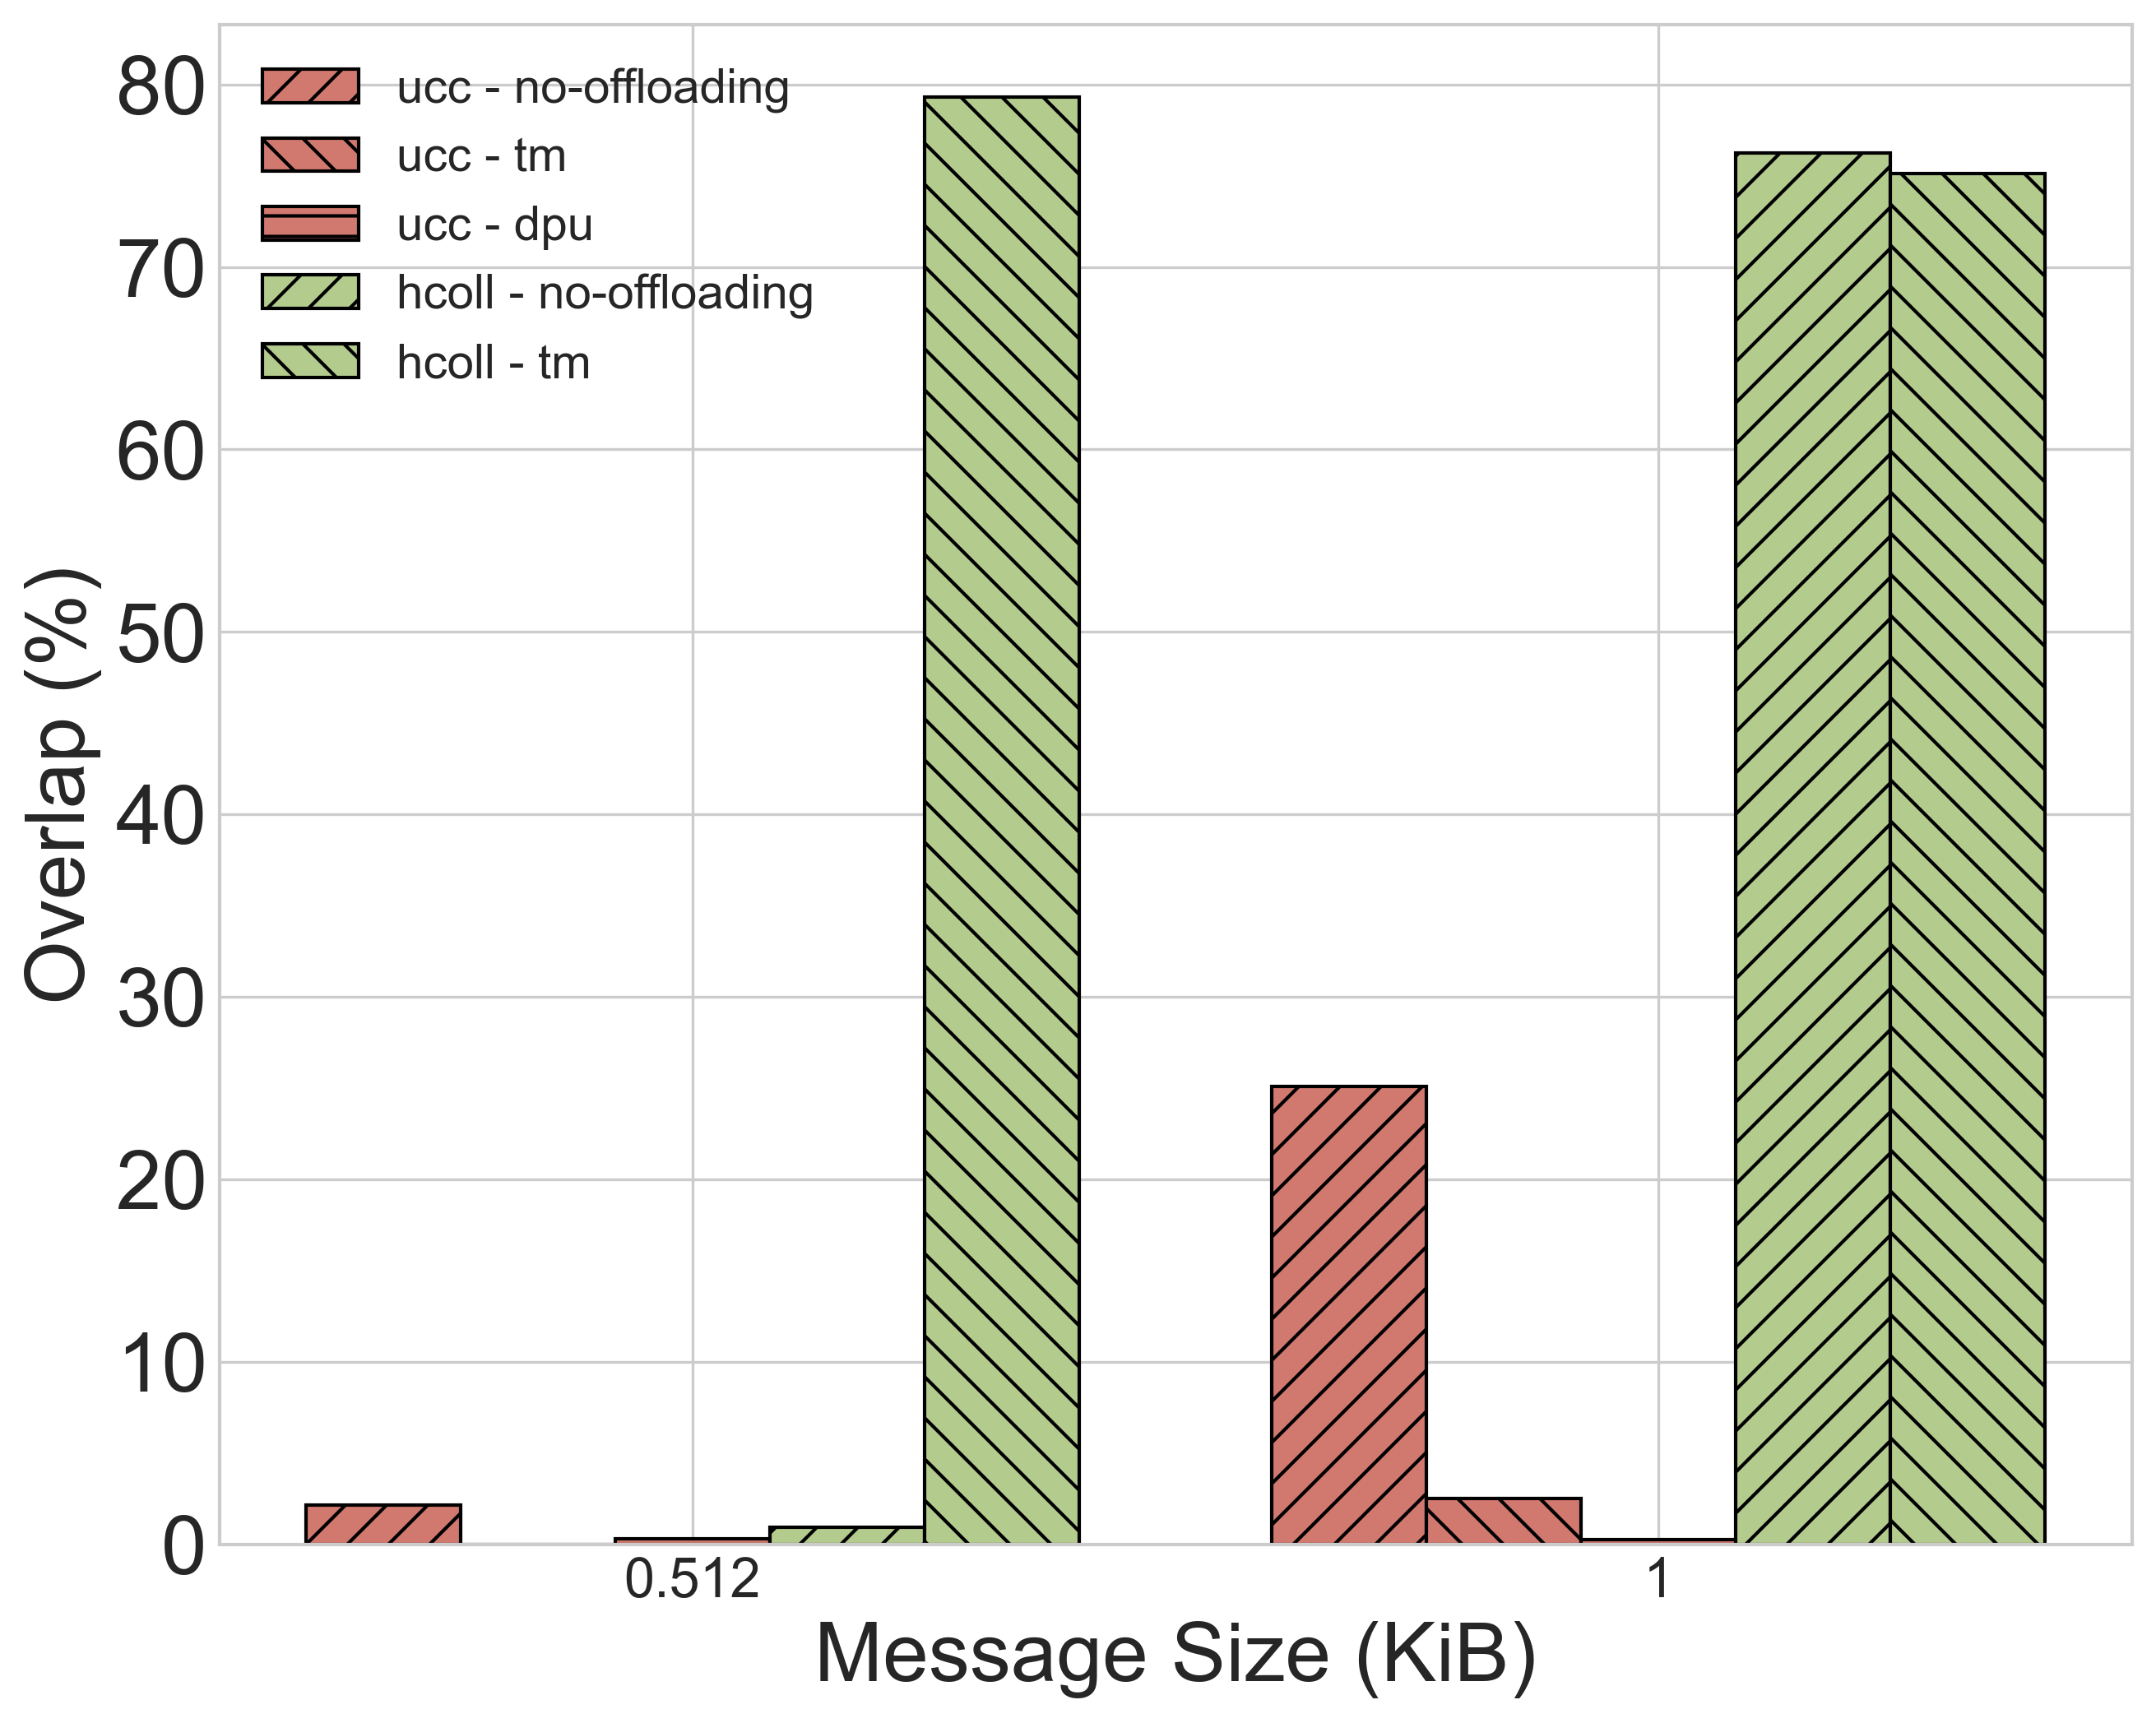 ucc - no-offloading
ucc - tm
ucc - dpu
hcoll - no-offloading
hcoll - tm
Overlap (%)
80
70
60
50
40
30
20
10
0
0.512 1
Message Size (KiB)